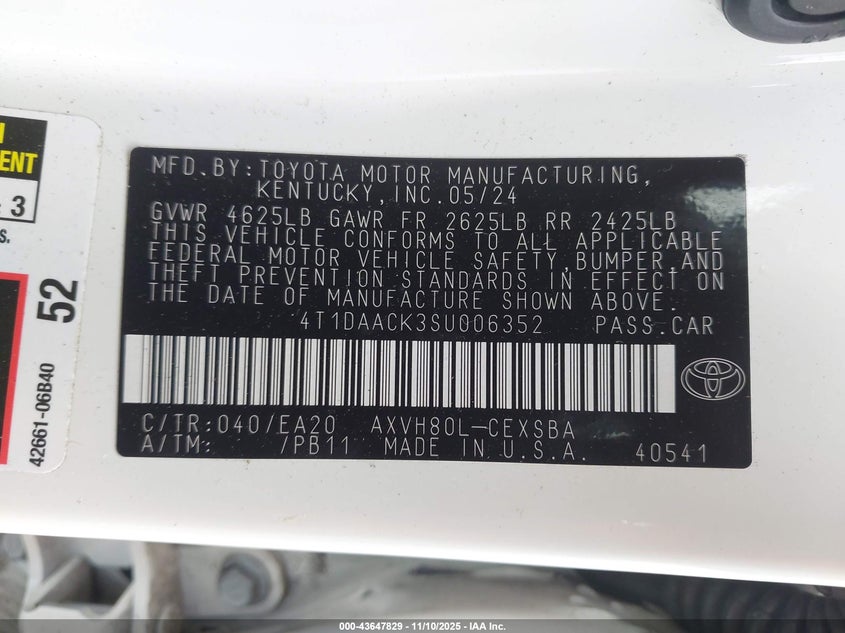 MFD.BY:TOYOTA MOTOR MANUFACTURING,
KENTUCKY,INC.05/24
GVWR 4625LB GAWR FR 2625LB RR 2425LB
THIS VEHICLE CONFORMS TO ALL APPLICABLE
FEDERAL MOTOR VEHICLE SAFETY,BUMPER,AND
THEFT PREVENTION STANDARDS IN EFFECT ON
THE DATE OF MANUFACTURE SHOWN ABOVE.
4T1DAACK3SU006352 PASS.CAR
C/TR:040/EA20 AXVH80L-CEXSBA
A/TM: /PB11 MADE IN U.S.A. 40541
3
s.
52
42661-06B40
000-43647829 — 11/10/2025 — IAA Inc.